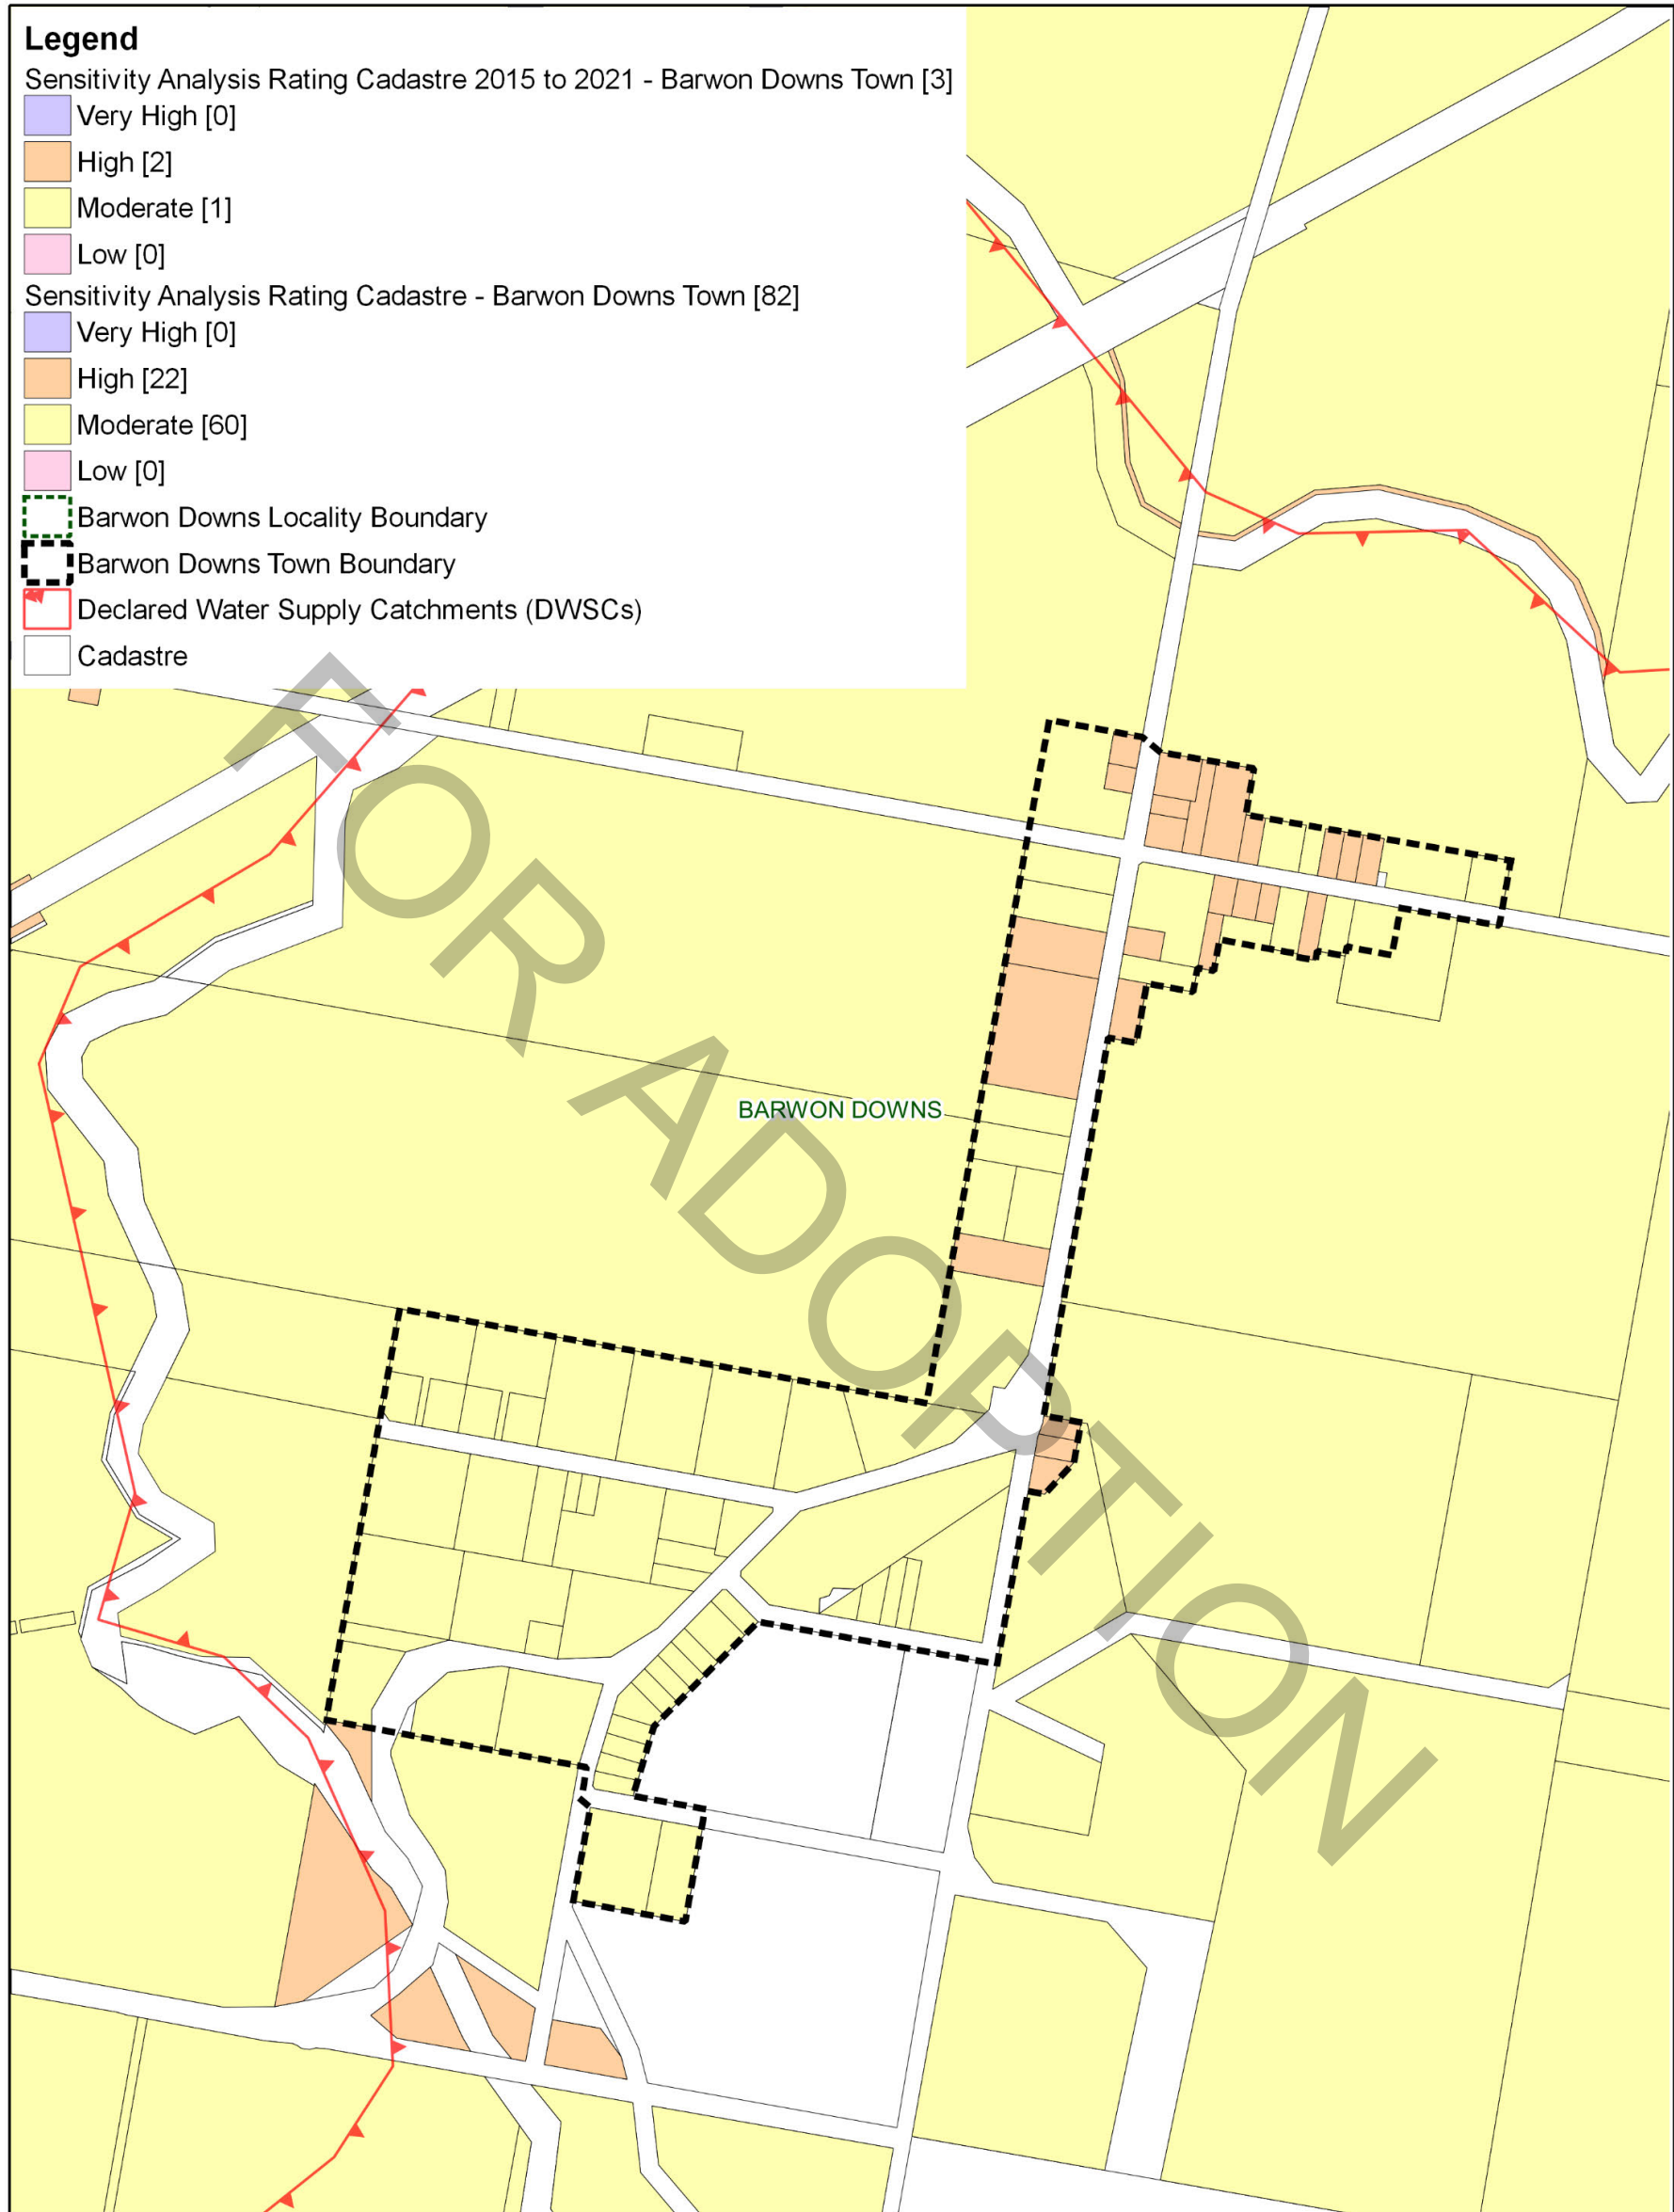 Legend
Sensitivity Analysis Rating Cadastre 2015 to 2021 - Barwon Downs Town [3]
Very High [0]
High [2]
Moderate [1]
Low [0]
Sensitivity Analysis Rating Cadastre - Barwon Downs Town [82]
Very High [0]
High [22]
Moderate [60]
Low [0]
Barwon Downs Locality Boundary
Barwon Downs Town Boundary
Declared Water Supply Catchments (DWSCs)
Cadastre
BARWON DOWNS
FOR ADOPTION